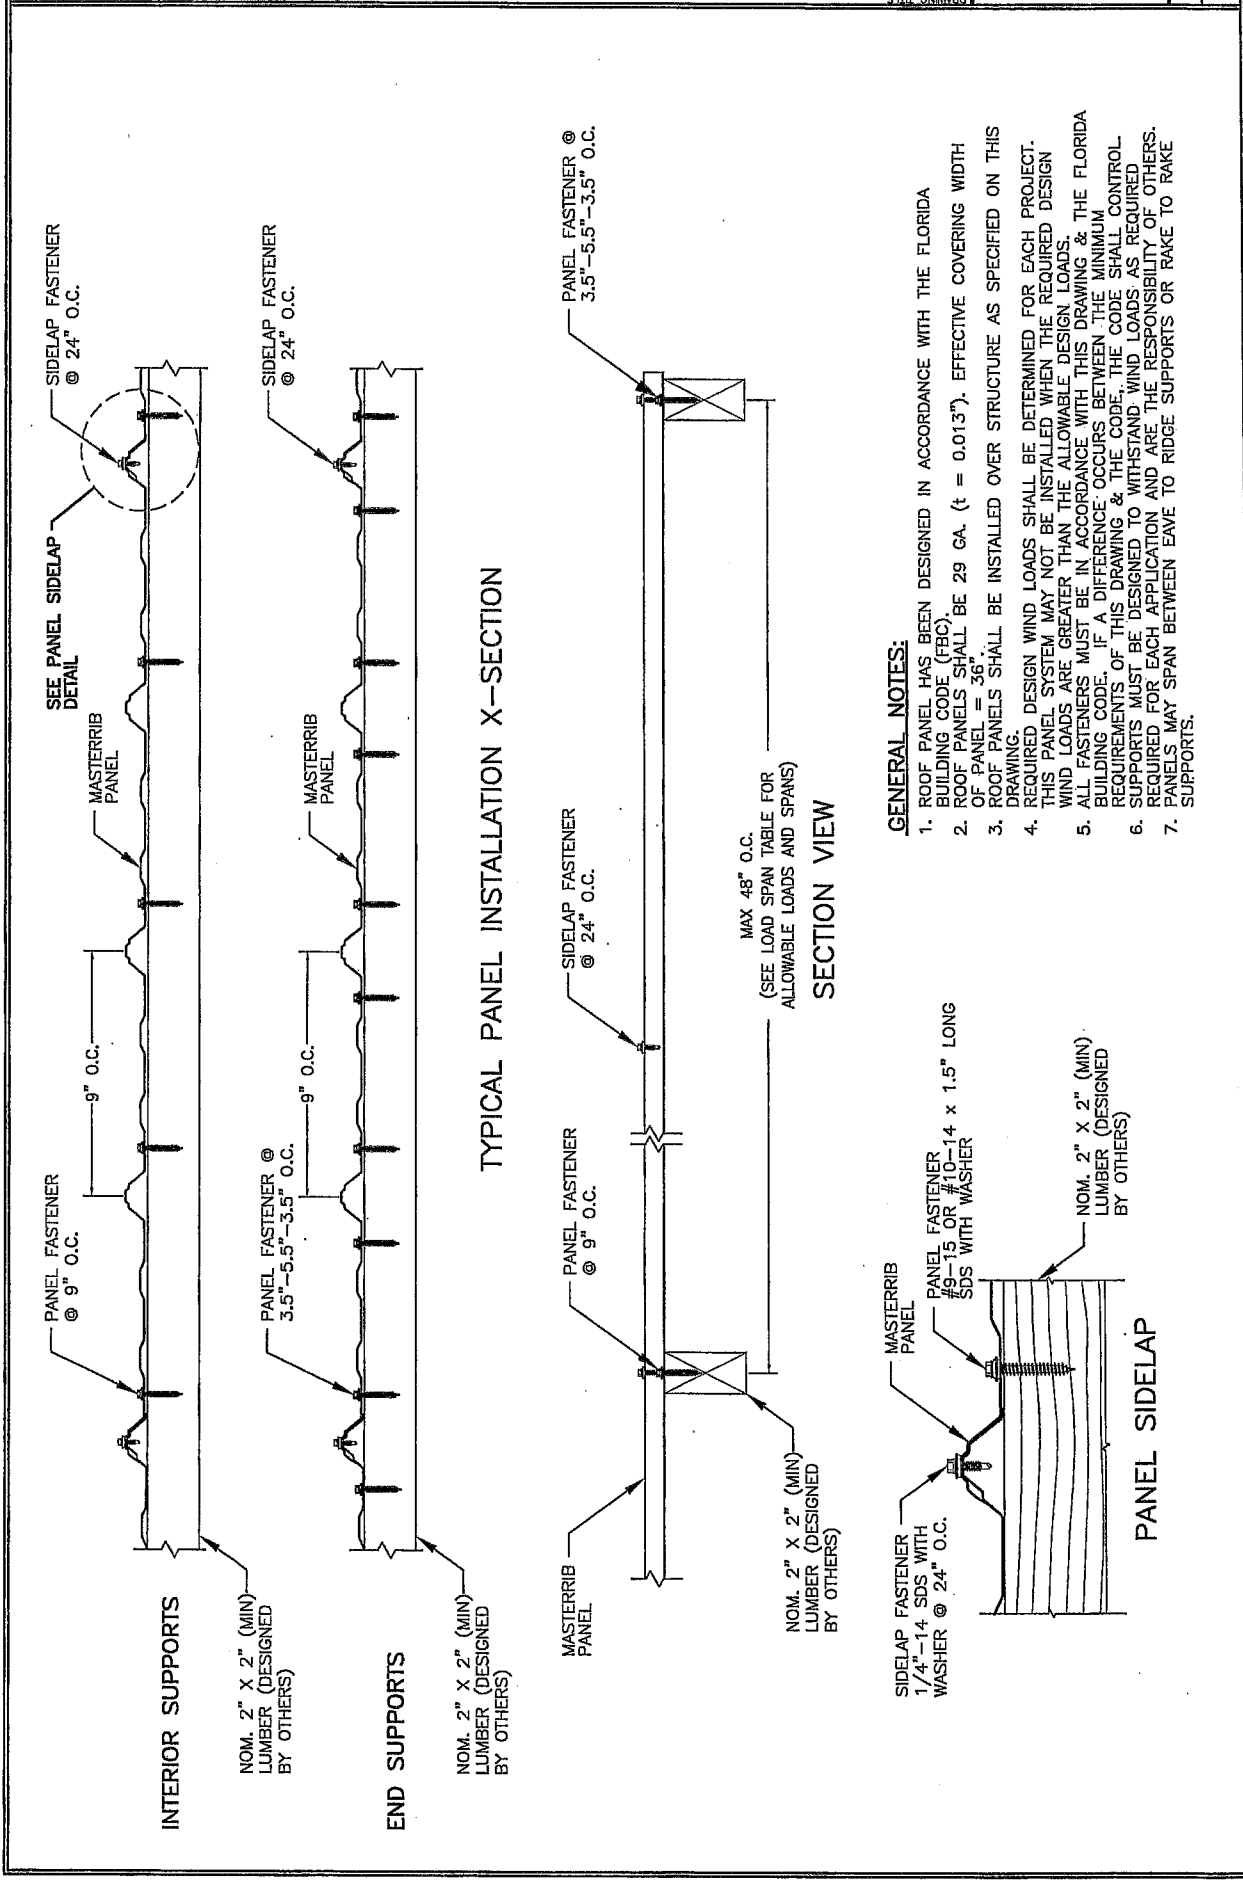 SIDELAP FASTENER
@ 24" O.C.
SEE PANEL SIDELAP
DETAIL
MASTERRIB
PANEL
9" O.C.
PANEL FASTENER
@ 9" O.C.
INTERIOR SUPPORTS
NOM. 2" X 2" (MIN)
LUMBER (DESIGNED
BY OTHERS)
SIDELAP FASTENER
@ 24" O.C.
MASTERRIB
PANEL
9" O.C.
PANEL FASTENER @
3.5"-5.5"-3.5" O.C.
END SUPPORTS
NOM. 2" X 2" (MIN)
LUMBER (DESIGNED
BY OTHERS)
TYPICAL PANEL INSTALLATION X-SECTION
MASTERRIB
PANEL
PANEL FASTENER
@ 9" O.C.
SIDELAP FASTENER
@ 24" O.C.
PANEL FASTENER @
3.5"-5.5"-3.5" O.C.
NOM. 2" X 2" (MIN)
LUMBER (DESIGNED
BY OTHERS)
MAX 48" O.C.
(SEE LOAD SPAN TABLE FOR
ALLOWABLE LOADS AND SPANS)
SECTION VIEW
SIDELAP FASTENER
1/4"-14 SDS WITH
WASHER @ 24" O.C.
MASTERRIB
PANEL
PANEL FASTENER
#9-15 OR #10-14 x 1.5" LONG
SDS WITH WASHER
NOM. 2" X 2" (MIN)
LUMBER (DESIGNED
BY OTHERS)
PANEL SIDELAP
GENERAL NOTES:
1. ROOF PANEL HAS BEEN DESIGNED IN ACCORDANCE WITH THE FLORIDA
BUILDING CODE (FBC).
2. ROOF PANELS SHALL BE 29 GA. (t = 0.013"). EFFECTIVE COVERING WIDTH
OF PANEL = 36".
3. ROOF PANELS SHALL BE INSTALLED OVER STRUCTURE AS SPECIFIED ON THIS
DRAWING.
4. REQUIRED DESIGN WIND LOADS SHALL BE DETERMINED FOR EACH PROJECT.
THIS PANEL SYSTEM MAY NOT BE INSTALLED WHEN THE REQUIRED DESIGN
WIND LOADS ARE GREATER THAN THE ALLOWABLE DESIGN LOADS.
5. ALL FASTENERS MUST BE IN ACCORDANCE WITH THIS DRAWING & THE FLORIDA
BUILDING CODE. IF A DIFFERENCE OCCURS BETWEEN THE MINIMUM
REQUIREMENTS OF THIS DRAWING & THE CODE, THE CODE SHALL CONTROL.
6. SUPPORTS MUST BE DESIGNED TO WITHSTAND WIND LOADS AS REQUIRED
REQUIRED FOR EACH APPLICATION AND ARE THE RESPONSIBILITY OF OTHERS.
7. PANELS MAY SPAN BETWEEN EAVE TO RIDGE SUPPORTS OR RAKE TO RAKE
SUPPORTS.